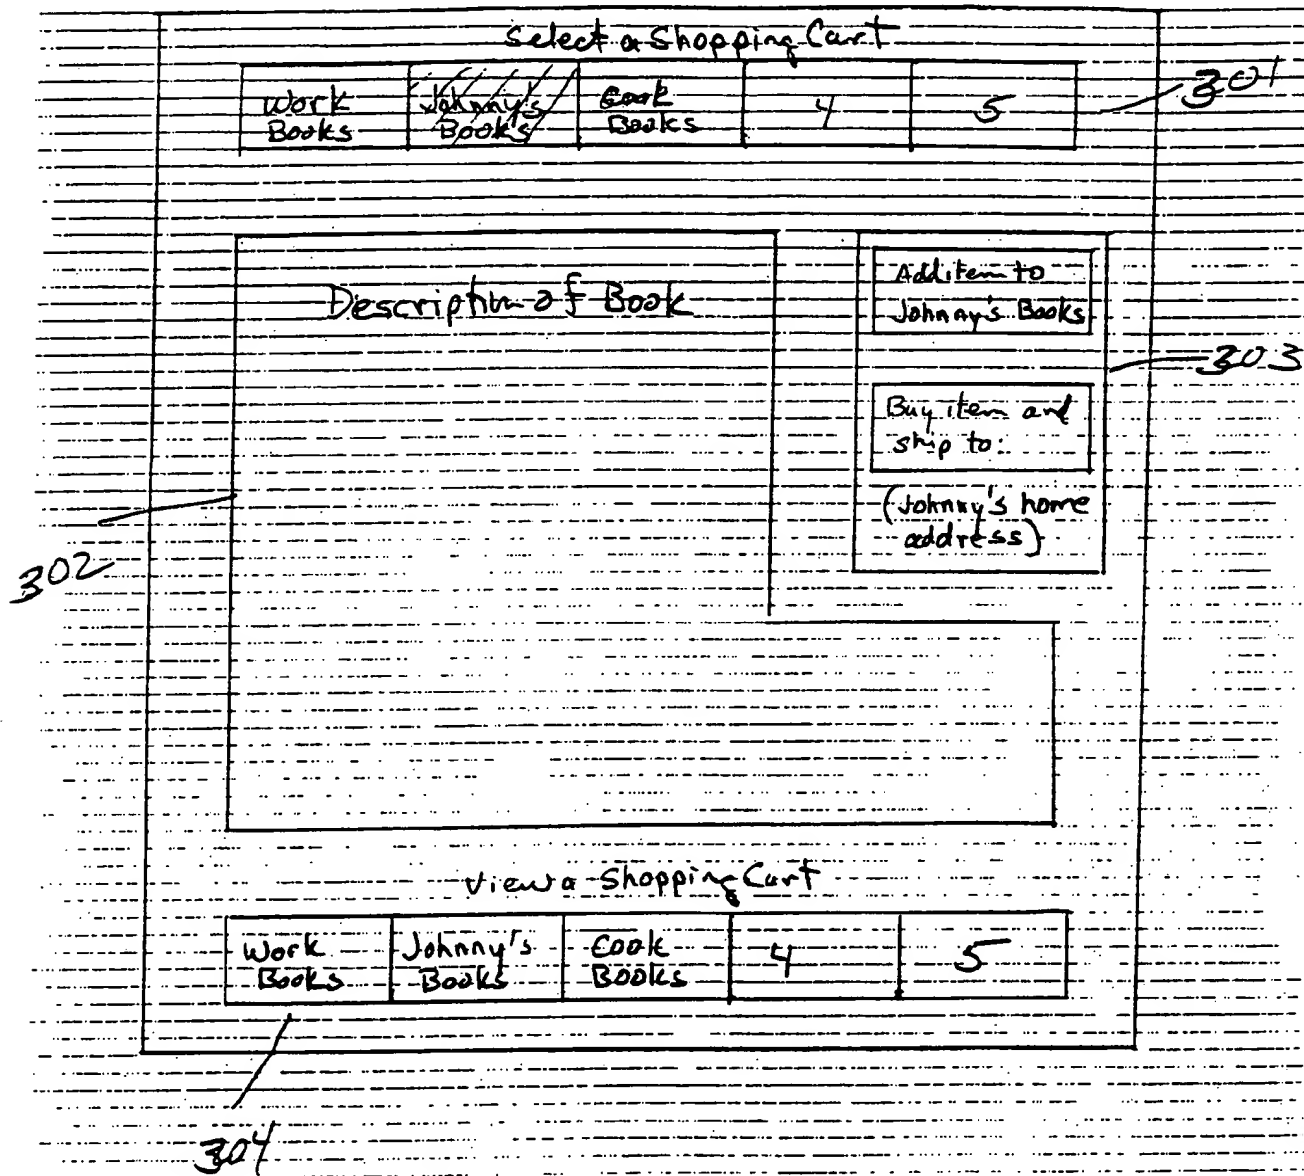 Select a Shopping Cart
Work Books
Johnny's Books
Cook Books
4
5
301
Description of Book
Add item to
Johnny's Books
303
Buy item and
ship to:
(Johnny's home
address)
302
View a Shopping Cart
Work Books
Johnny's Books
Cook Books
4
5
304